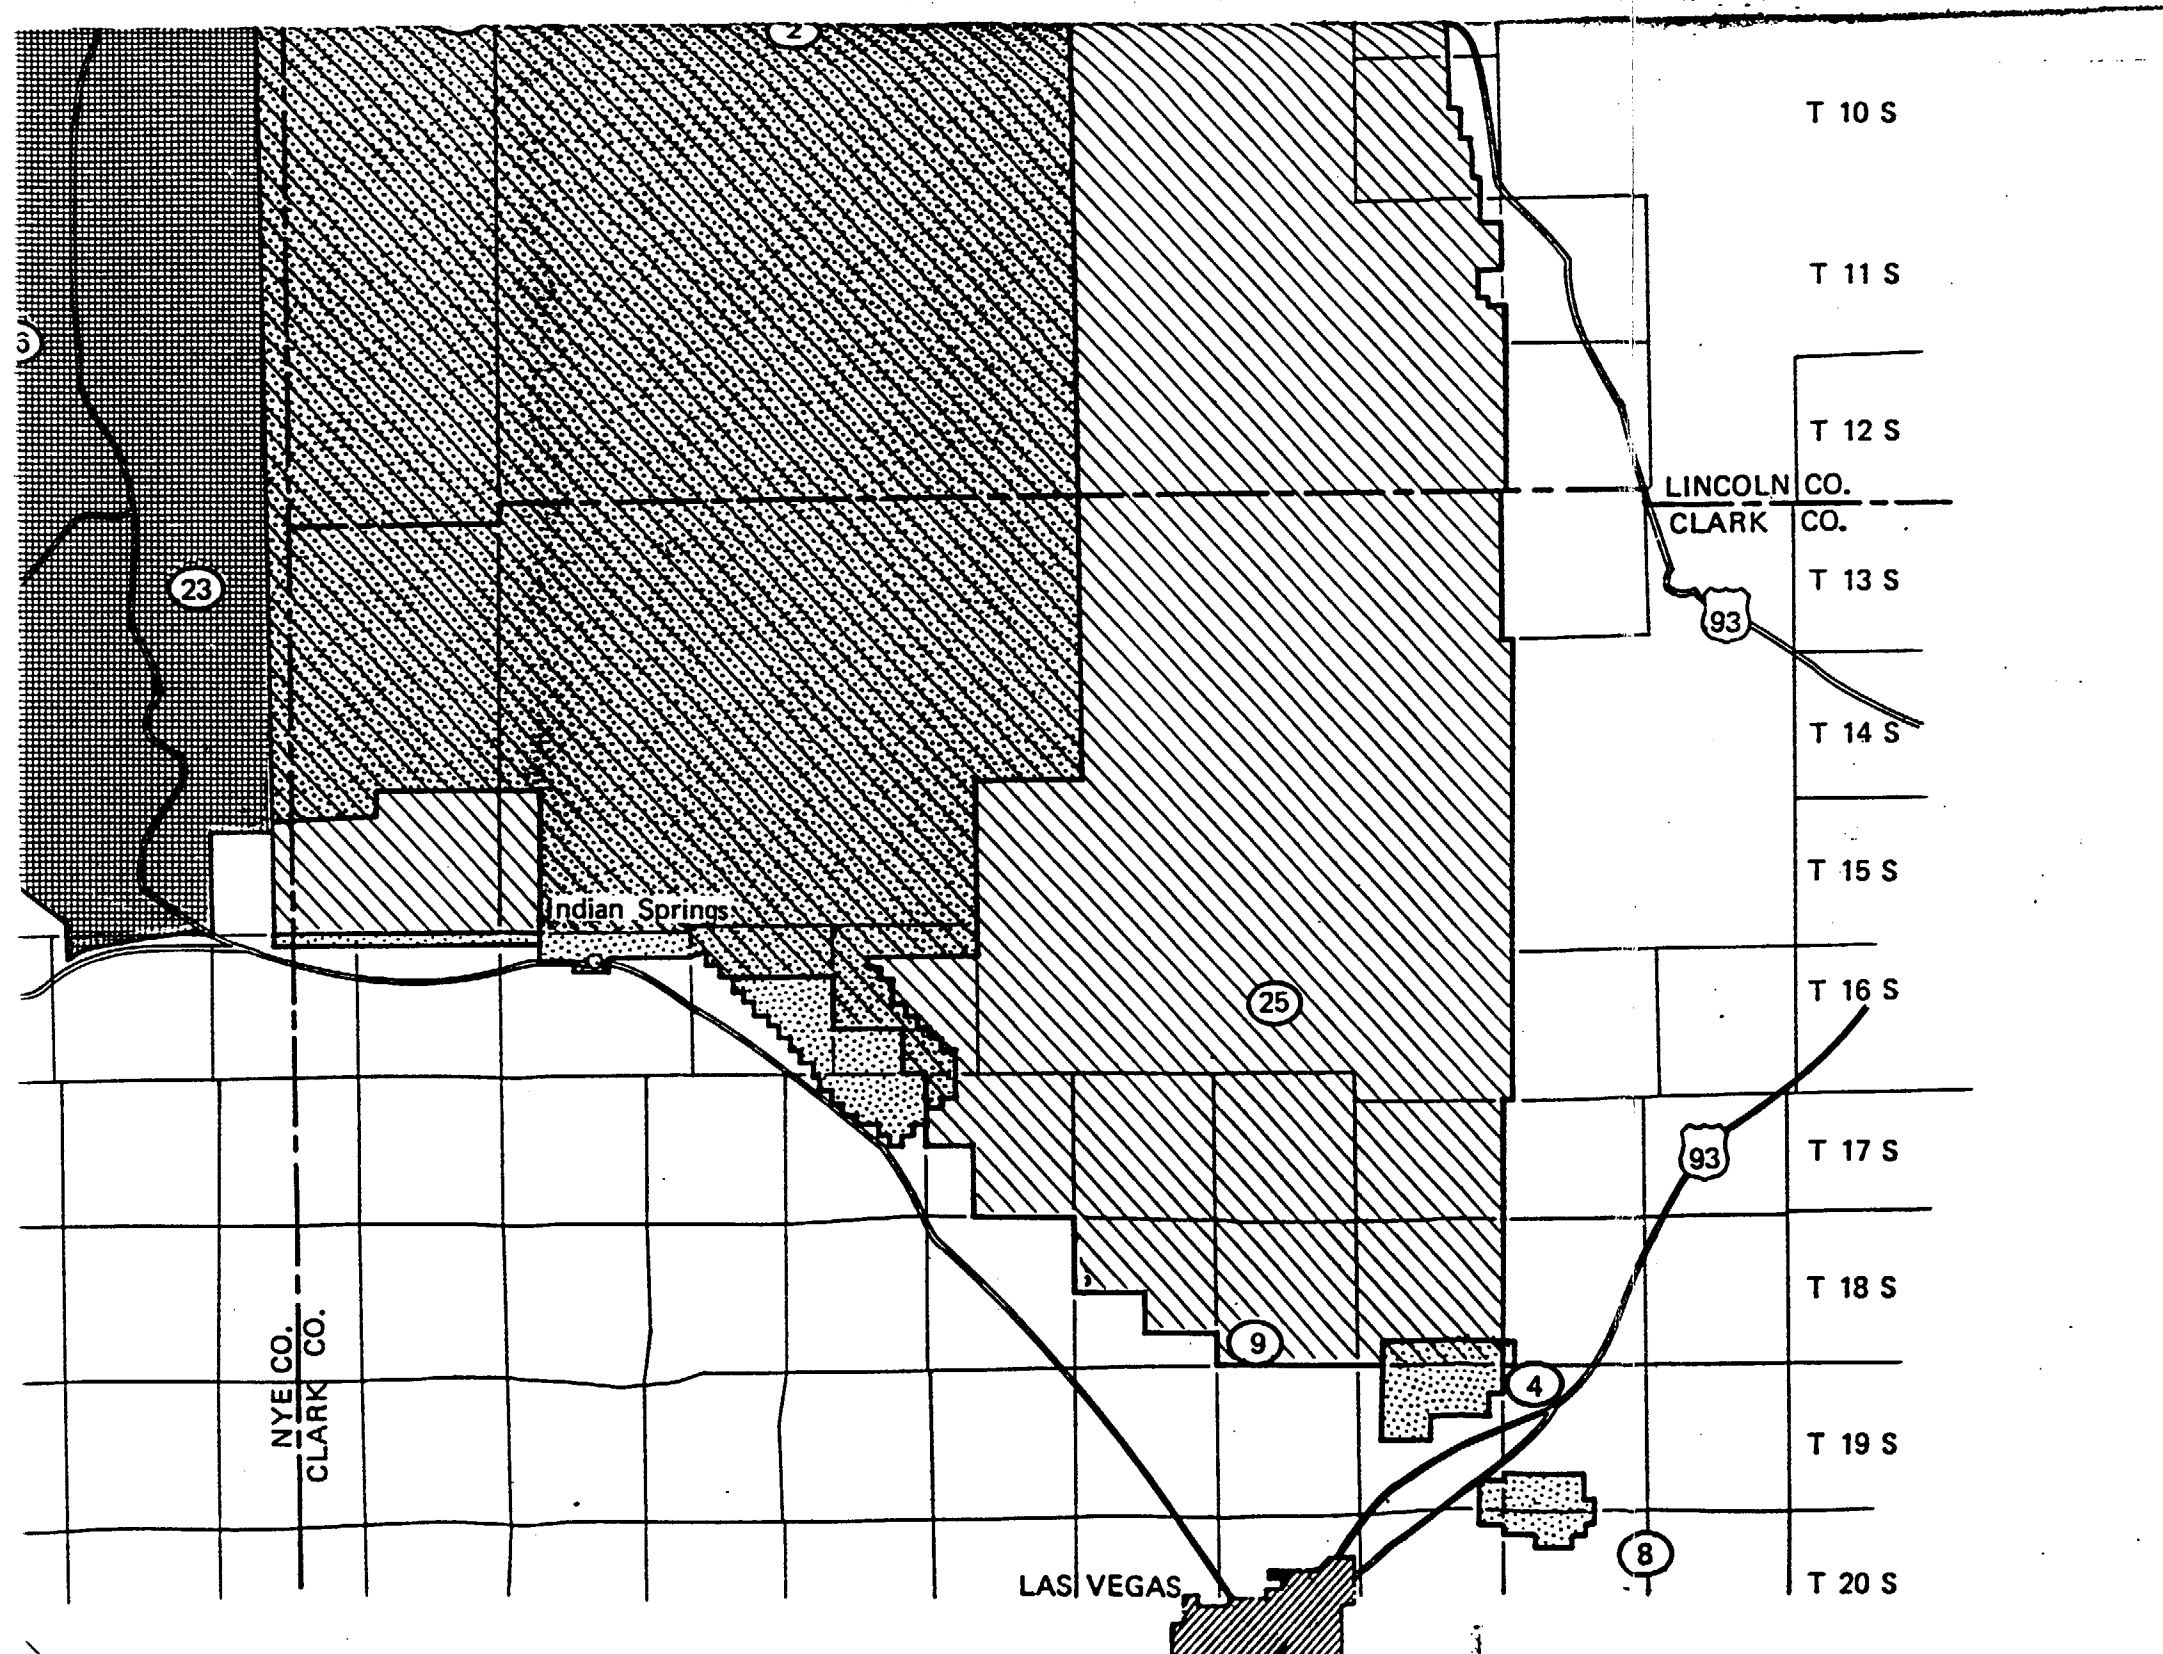 2
T 10 S
T 11 S
T 12 S
LINCOLN CO.
CLARK CO.
T 13 S
23
93
T 14 S
T 15 S
Indian Springs
T 16 S
25
T 17 S
93
T 18 S
NYE CO.
CLARK CO.
9
4
T 19 S
8
LAS VEGAS
T 20 S